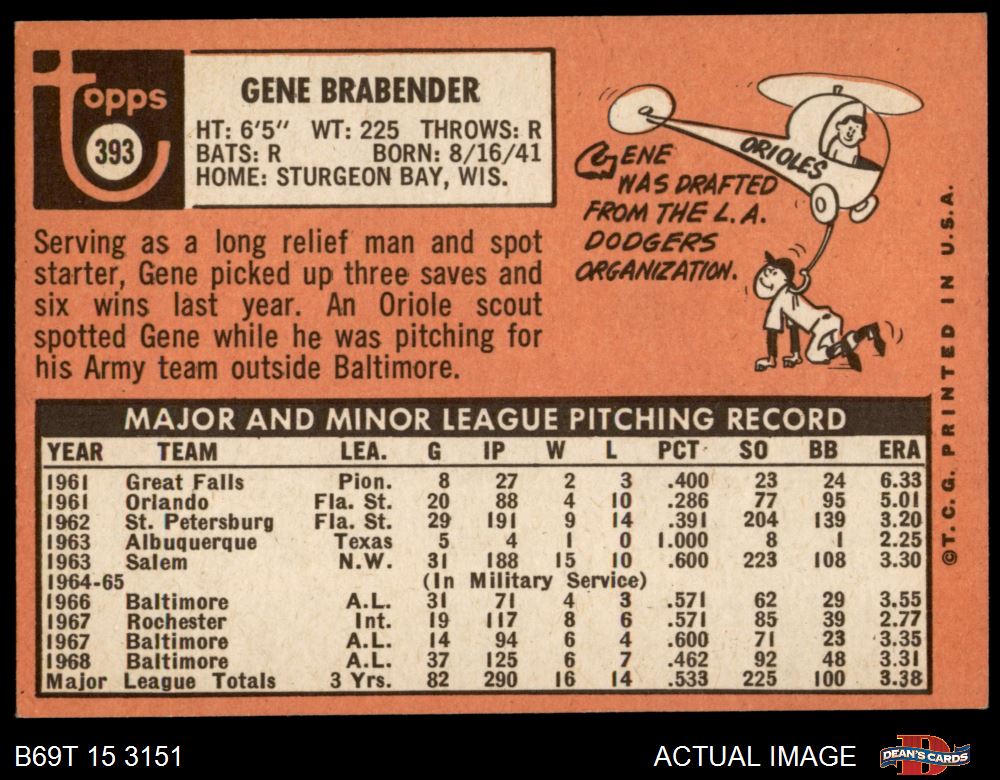 topps
393
GENE BRABENDER
HT: 6'5" WT: 225 THROWS: R
BATS: R BORN: 8/16/41
HOME: STURGEON BAY, WIS.
Serving as a long relief man and spot
starter, Gene picked up three saves and
six wins last year. An Oriole scout
spotted Gene while he was pitching for
his Army team outside Baltimore.
ORIOLES
GENE
WAS DRAFTED
FROM THE L.A.
DODGERS
ORGANIZATION.
MAJOR AND MINOR LEAGUE PITCHING RECORD
YEAR TEAM LEA. G IP W L PCT SO BB ERA
1961 Great Falls Pion. 8 27 2 3 .400 23 24 6.33
1961 Orlando Fla. St. 20 88 4 10 .286 77 95 5.01
1962 St. Petersburg Fla. St. 29 191 9 14 .391 204 139 3.20
1963 Albuquerque Texas 5 4 1 0 1.000 8 1 2.25
1963 Salem N.W. 31 188 15 10 .600 223 108 3.30
1964-65 (In Military Service)
1966 Baltimore A.L. 31 71 4 3 .571 62 29 3.55
1967 Rochester Int. 19 117 8 6 .571 85 39 2.77
1967 Baltimore A.L. 14 94 6 4 .600 71 23 3.35
1968 Baltimore A.L. 37 125 6 7 .462 92 48 3.31
Major League Totals 3 Yrs. 82 290 16 14 .533 225 100 3.38
©T.C.G. PRINTED IN U.S.A.
B69T 15 3151
ACTUAL IMAGE
DEAN'S CARDS